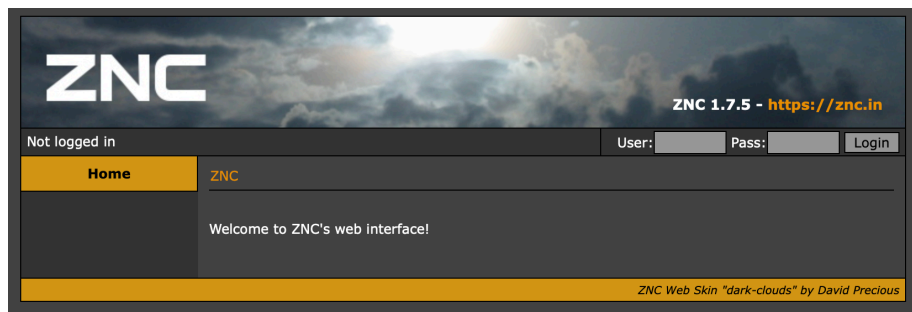 ZNC
ZNC 1.7.5 - https://znc.in
Not logged in
User: Pass: Login
Home
ZNC
Welcome to ZNC's web interface!
ZNC Web Skin "dark-clouds" by David Precious